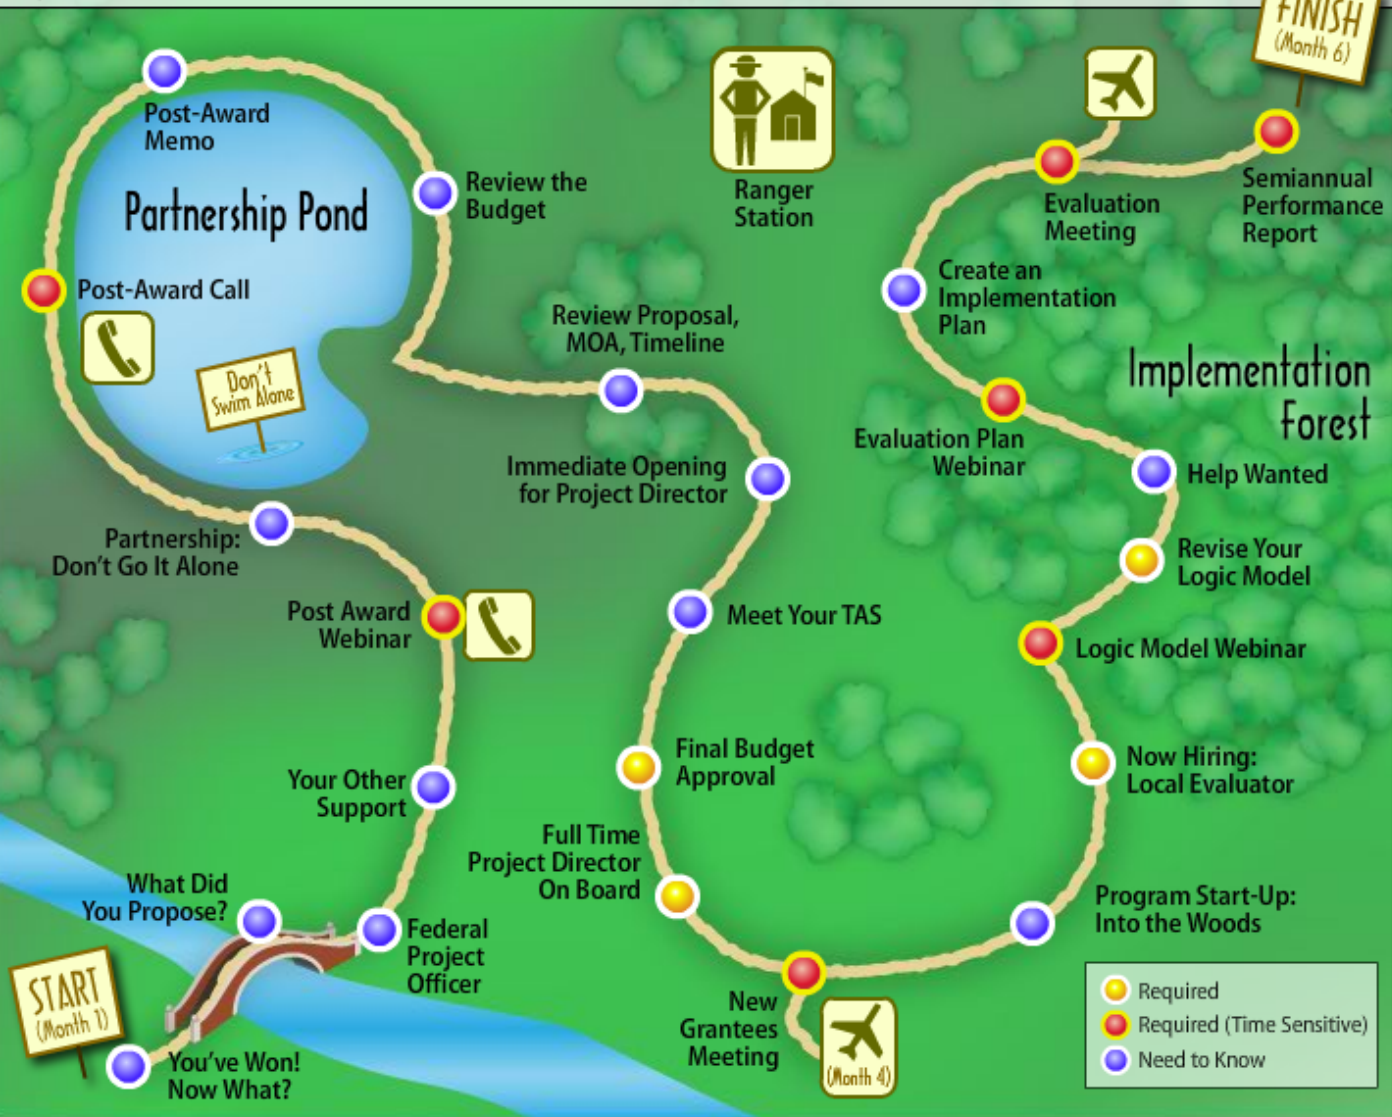 FINISH
(Month 6)
Post-Award
Memo
Partnership Pond
Review the
Budget
Ranger
Station
Evaluation
Meeting
Semiannual
Performance
Report
Post-Award Call
Create an
Implementation
Plan
Review Proposal,
MOA, Timeline
Don't
Swim Alone
Implementation
Forest
Evaluation Plan
Webinar
Immediate Opening
for Project Director
Help Wanted
Partnership:
Don't Go It Alone
Revise Your
Logic Model
Post Award
Webinar
Meet Your TAS
Logic Model Webinar
Your Other
Support
Final Budget
Approval
Now Hiring:
Local Evaluator
Full Time
Project Director
On Board
What Did
You Propose?
Federal
Project
Officer
Program Start-Up:
Into the Woods
START
(Month 1)
You've Won!
Now What?
New
Grantees
Meeting
(Month 4)
Required
Required (Time Sensitive)
Need to Know